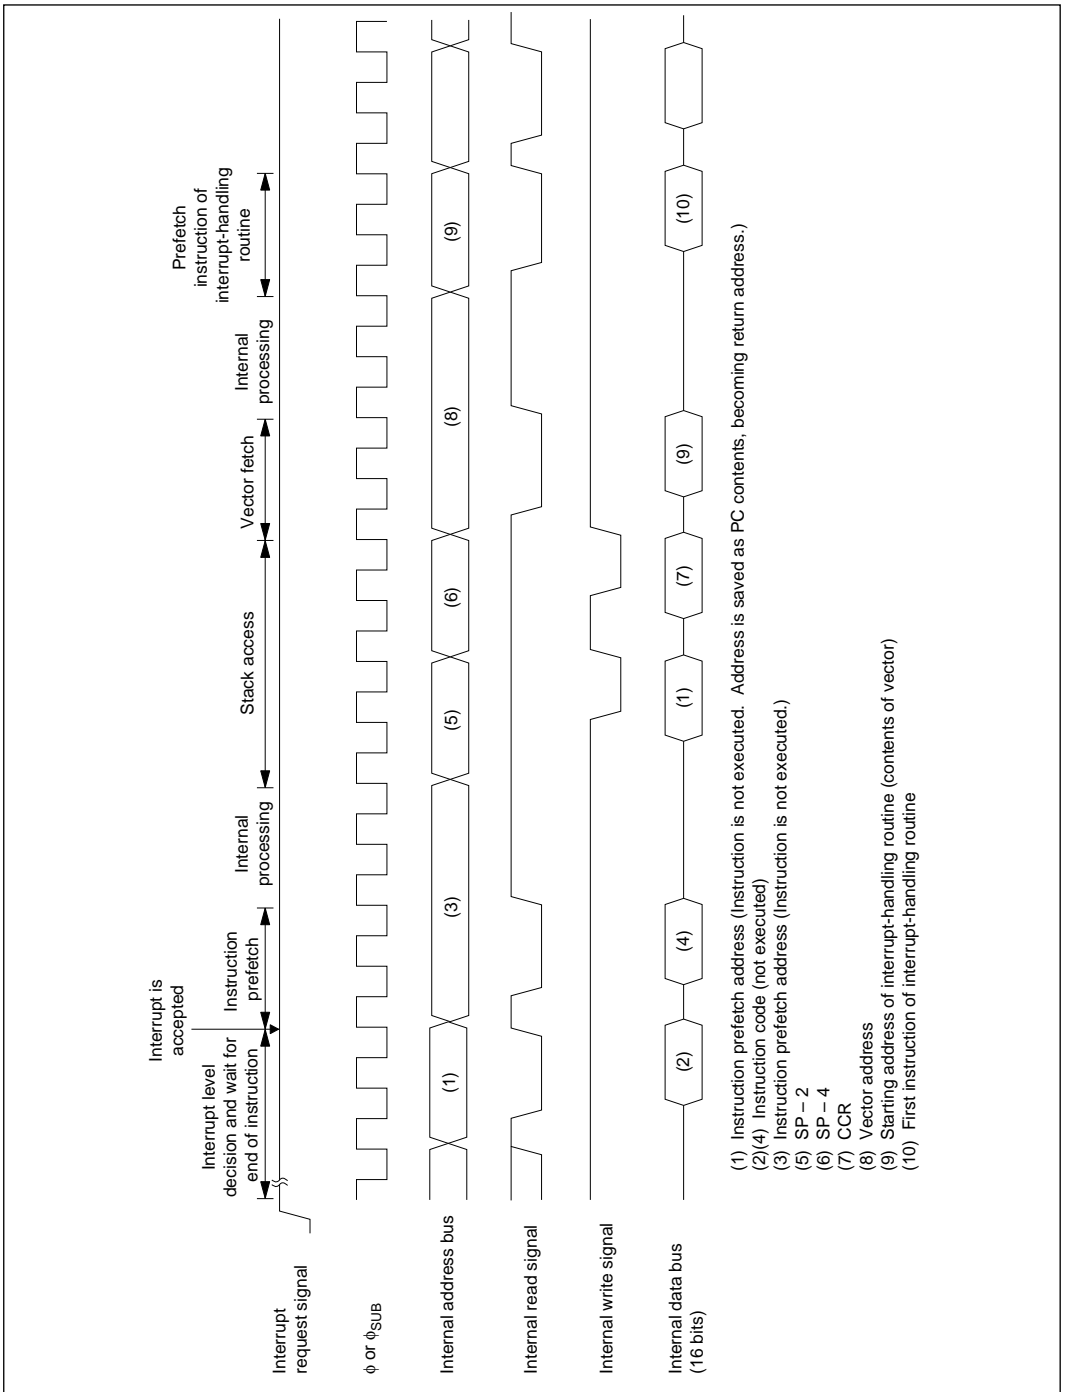 Interrupt is
accepted
Interrupt level
decision and wait for
end of instruction
Instruction
prefetch
Internal
processing
Stack access
Vector fetch
Internal
processing
Prefetch
instruction of
interrupt-handling
routine
Interrupt
request signal
ϕ or ϕSUB
Internal address bus
(1)
(3)
(5)
(6)
(8)
(9)
Internal read signal
Internal write signal
Internal data bus
(16 bits)
(2)
(4)
(1)
(7)
(9)
(10)
(1) Instruction prefetch address (Instruction is not executed. Address is saved as PC contents, becoming return address.)
(2)(4) Instruction code (not executed)
(3) Instruction prefetch address (Instruction is not executed.)
(5) SP – 2
(6) SP – 4
(7) CCR
(8) Vector address
(9) Starting address of interrupt-handling routine (contents of vector)
(10) First instruction of interrupt-handling routine